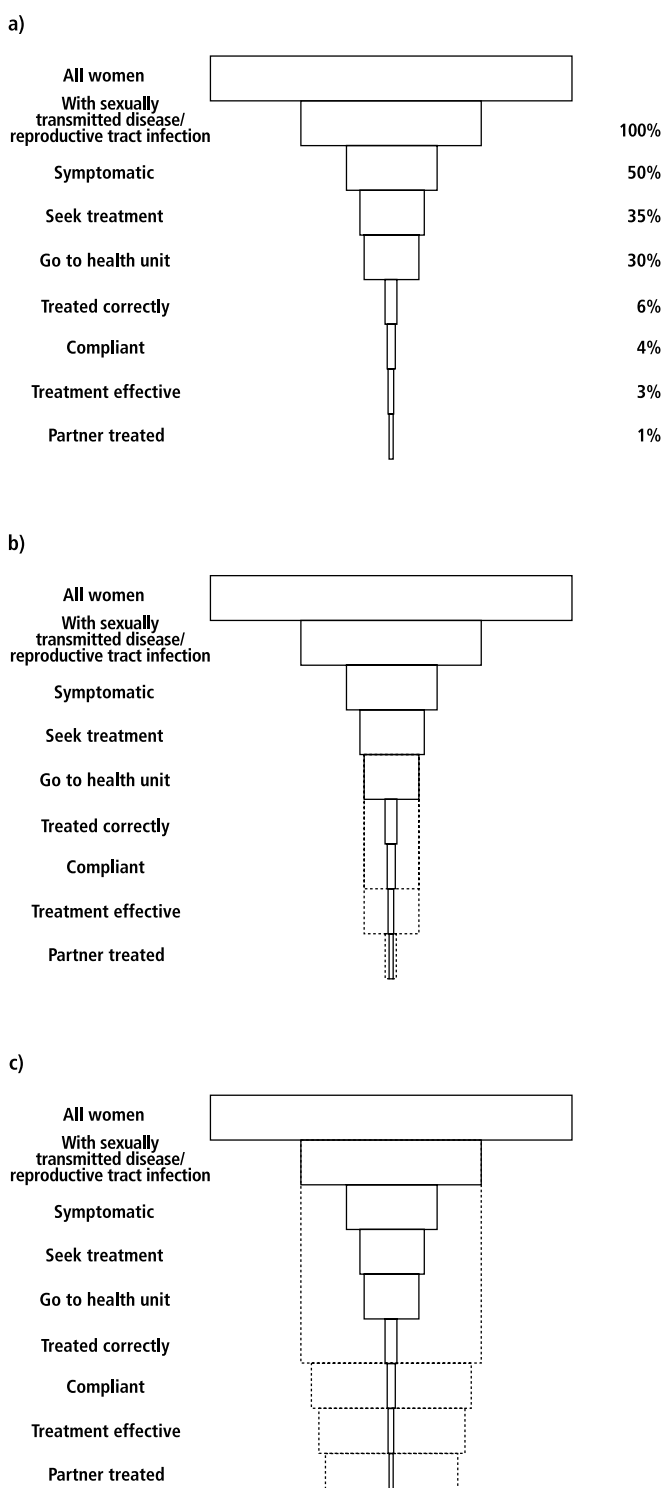 a)
All women
With sexually
transmitted disease/
reproductive tract infection
100%
Symptomatic
50%
Seek treatment
35%
Go to health unit
30%
Treated correctly
6%
Compliant
4%
Treatment effective
3%
Partner treated
1%
b)
All women
With sexually
transmitted disease/
reproductive tract infection
Symptomatic
Seek treatment
Go to health unit
Treated correctly
Compliant
Treatment effective
Partner treated
c)
All women
With sexually
transmitted disease/
reproductive tract infection
Symptomatic
Seek treatment
Go to health unit
Treated correctly
Compliant
Treatment effective
Partner treated